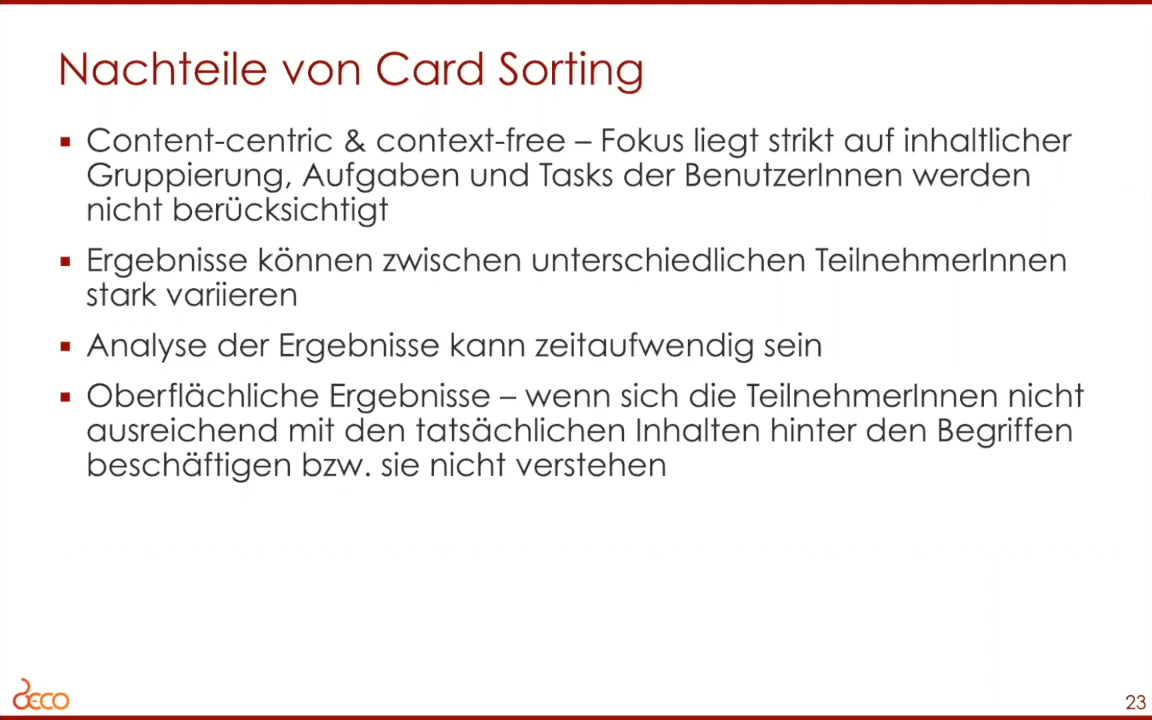 Nachteile von Card Sorting
▪ Content-centric & context-free – Fokus liegt strikt auf inhaltlicher
Gruppierung, Aufgaben und Tasks der BenutzerInnen werden
nicht berücksichtigt
▪ Ergebnisse können zwischen unterschiedlichen TeilnehmerInnen
stark variieren
▪ Analyse der Ergebnisse kann zeitaufwendig sein
▪ Oberflächliche Ergebnisse – wenn sich die TeilnehmerInnen nicht
ausreichend mit den tatsächlichen Inhalten hinter den Begriffen
beschäftigen bzw. sie nicht verstehen
DECO
23